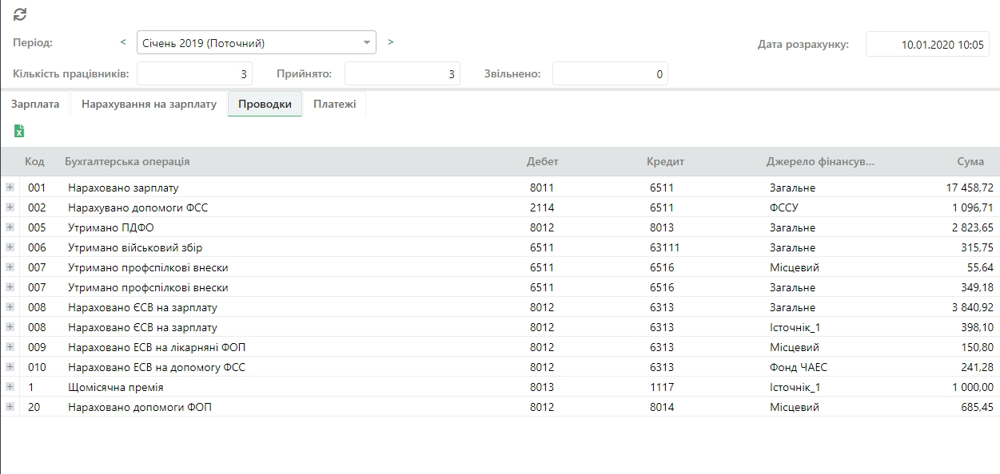 Період: < Січень 2019 (Поточний) > Дата розрахунку: 10.01.2020 10:05
Кількість працівників: 3 Прийнято: 3 Звільнено: 0
Зарплата Нарахування на зарплату Проводки Платежі
Код Бухгалтерська операція Дебет Кредит Джерело фінансув... Сума
001 Нараховано зарплату 8011 6511 Загальне 17 458,72
002 Нарахувано допомоги ФСС 2114 6511 ФССУ 1 096,71
005 Утримано ПДФО 8012 8013 Загальне 2 823,65
006 Утримано військовий збір 6511 63111 Загальне 315,75
007 Утримано профспілкові внески 6511 6516 Місцевий 55,64
007 Утримано профспілкові внески 6511 6516 Загальне 349,18
008 Нараховано ЄСВ на зарплату 8012 6313 Загальне 3 840,92
008 Нараховано ЄСВ на зарплату 8012 6313 Істочнік_1 398,10
009 Нараховано ЕСВ на лікарняні ФОП 8012 6313 Місцевий 150,80
010 Нараховано ЕСВ на допомогу ФСС 8012 6313 Фонд ЧАЕС 241,28
1 Щомісячна премія 8013 1117 Істочнік_1 1 000,00
20 Нараховано допомоги ФОП 8012 8014 Місцевий 685,45